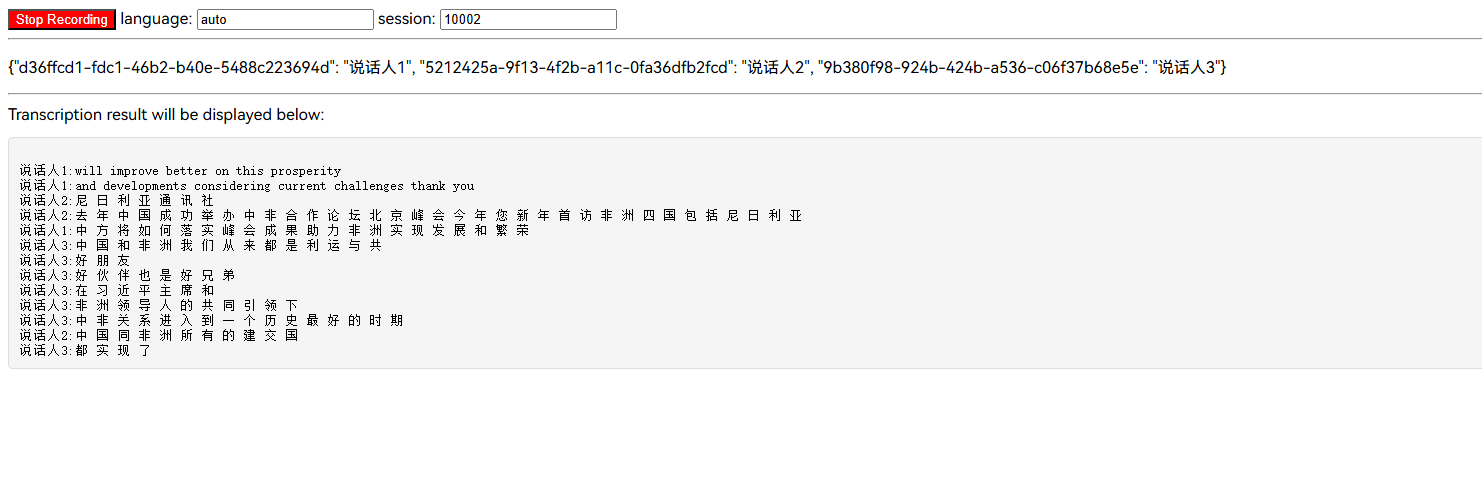 Stop Recording language: auto session: 10002
{"d36ffcd1-fdc1-46b2-b40e-5488c223694d": "说话人1", "5212425a-9f13-4f2b-a11c-0fa36dfb2fcd": "说话人2", "9b380f98-924b-424b-a536-c06f37b68e5e": "说话人3"}
Transcription result will be displayed below:
说话人1:will improve better on this prosperity
说话人1:and developments considering current challenges thank you
说话人2:尼 日 利 亚 通 讯 社
说话人2:去 年 中 国 成 功 举 办 中 非 合 作 论 坛 北 京 峰 会 今 年 您 新 年 首 访 非 洲 四 国 包 括 尼 日 利 亚
说话人1:中 方 将 如 何 落 实 峰 会 成 果 助 力 非 洲 实 现 发 展 和 繁 荣
说话人3:中 国 和 非 洲 我 们 从 来 都 是 利 运 与 共
说话人3:好 朋 友
说话人3:好 伙 伴 也 是 好 兄 弟
说话人3:在 习 近 平 主 席 和
说话人3:非 洲 领 导 人 的 共 同 引 领 下
说话人3:中 非 关 系 进 入 到 一 个 历 史 最 好 的 时 期
说话人2:中 国 同 非 洲 所 有 的 建 交 国
说话人3:都 实 现 了